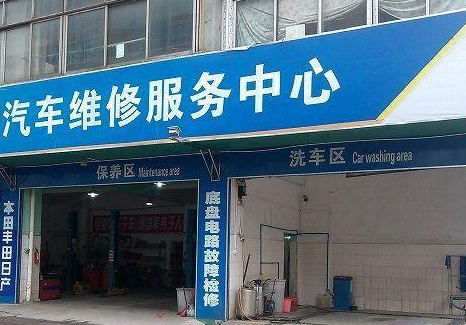 汽车维修服务中心
保养区 Maintenance area
洗车区 Car washing area
本田丰田日产
底盘电路故障检修